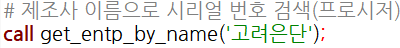 # 제조사 이름으로 시리얼 번호 검색(프로시저)
call get_entp_by_name('고려은단');